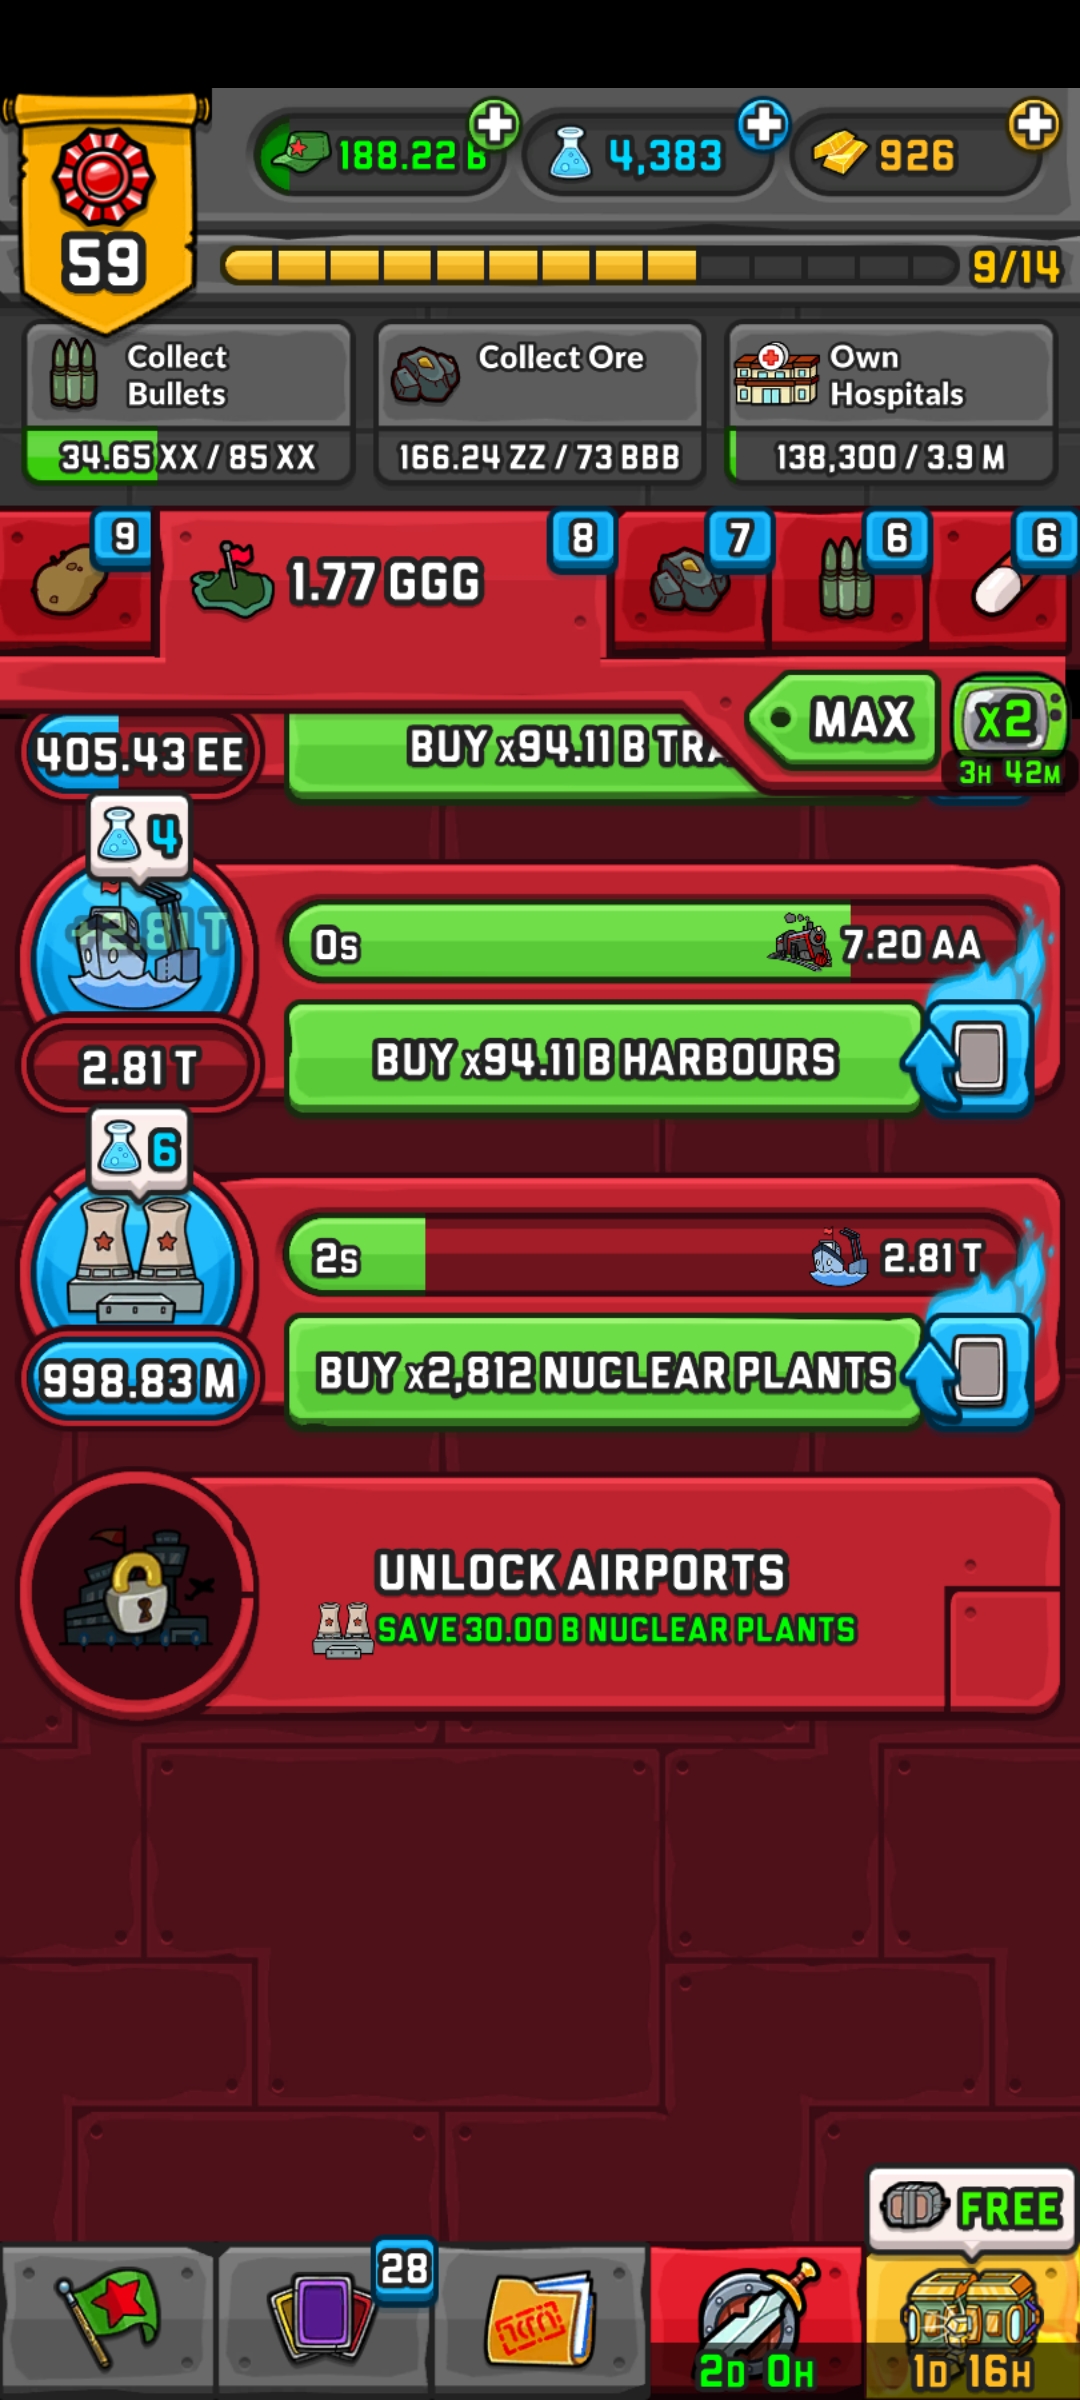 188.22 B
4,383
926
59
9/14
Collect
Bullets
34.65 XX / 85 XX
Collect Ore
166.24 ZZ / 73 BBB
Own
Hospitals
138,300 / 3.9 M
9
1.77 GGG
8
7
6
6
MAX
x2
3H 42M
405.43 EE
BUY x94.11 B TRA
4
+2.81 T
0s
7.20 AA
2.81 T
BUY x94.11 B HARBOURS
6
2s
2.81 T
998.83 M
BUY x2,812 NUCLEAR PLANTS
UNLOCK AIRPORTS
SAVE 30.00 B NUCLEAR PLANTS
FREE
28
2D 0H
1D 16H